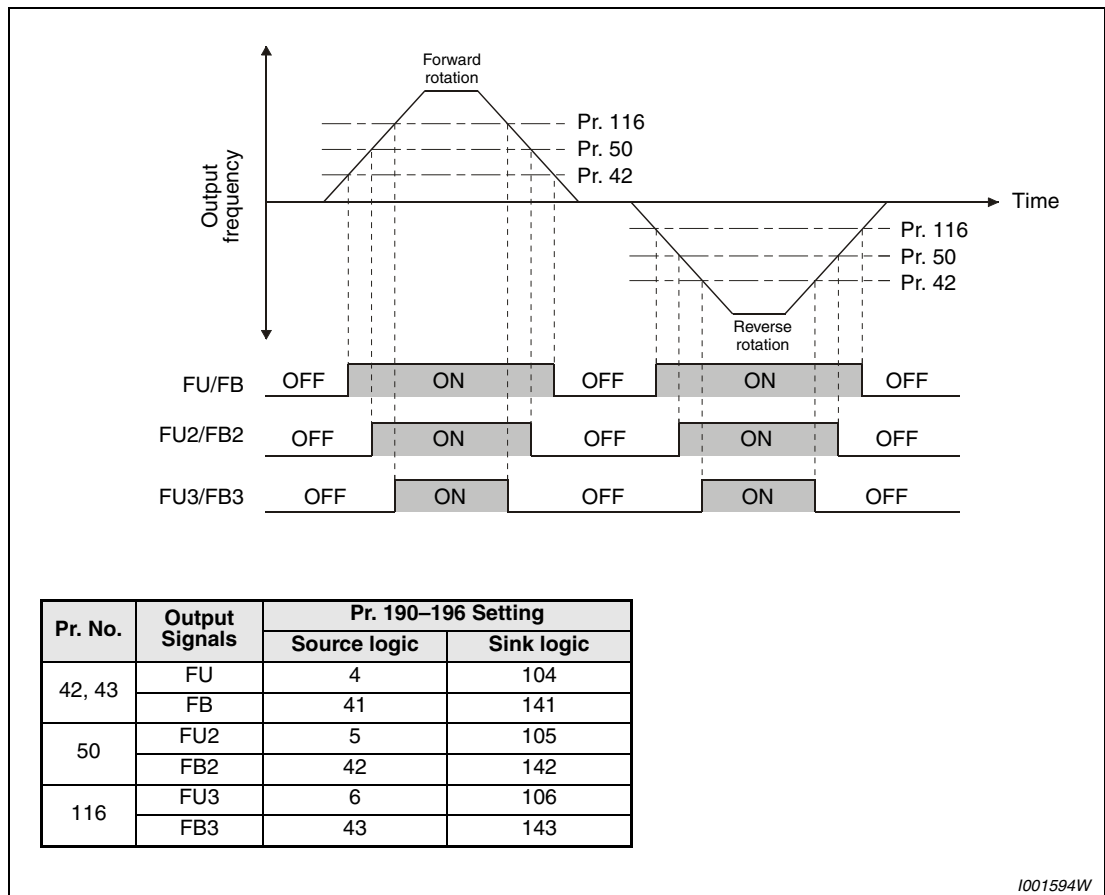 Forward
rotation
Pr. 116
Pr. 50
Pr. 42
Output
frequency
Time
Pr. 116
Pr. 50
Pr. 42
Reverse
rotation
FU/FB OFF ON OFF ON OFF
FU2/FB2 OFF ON OFF ON OFF
FU3/FB3 OFF ON OFF ON OFF
Pr. No. Output Signals Pr. 190–196 Setting
Source logic Sink logic
42, 43 FU 4 104
FB 41 141
50 FU2 5 105
FB2 42 142
116 FU3 6 106
FB3 43 143
I001594W